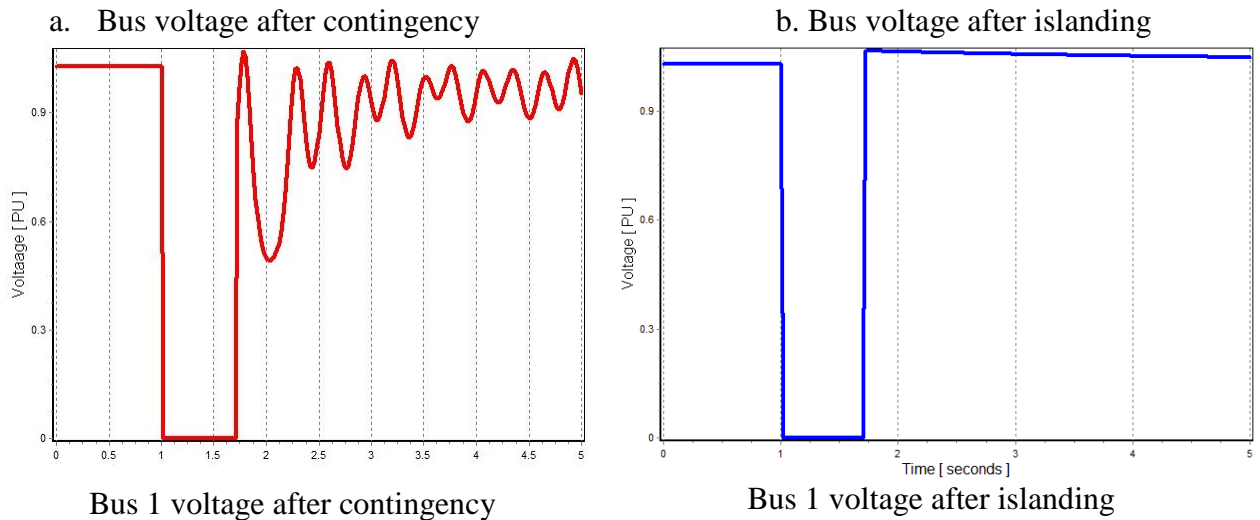 a. Bus voltage after contingency
b. Bus voltage after islanding
0.9
0.6
0.3
0
Voltaage [ PU ]
0 0.5 1 1.5 2 2.5 3 3.5 4 4.5 5
0.9
0.6
0.3
0
Voltage [ PU ]
0 1 2 3 4 5
Time [ seconds ]
Bus 1 voltage after contingency
Bus 1 voltage after islanding